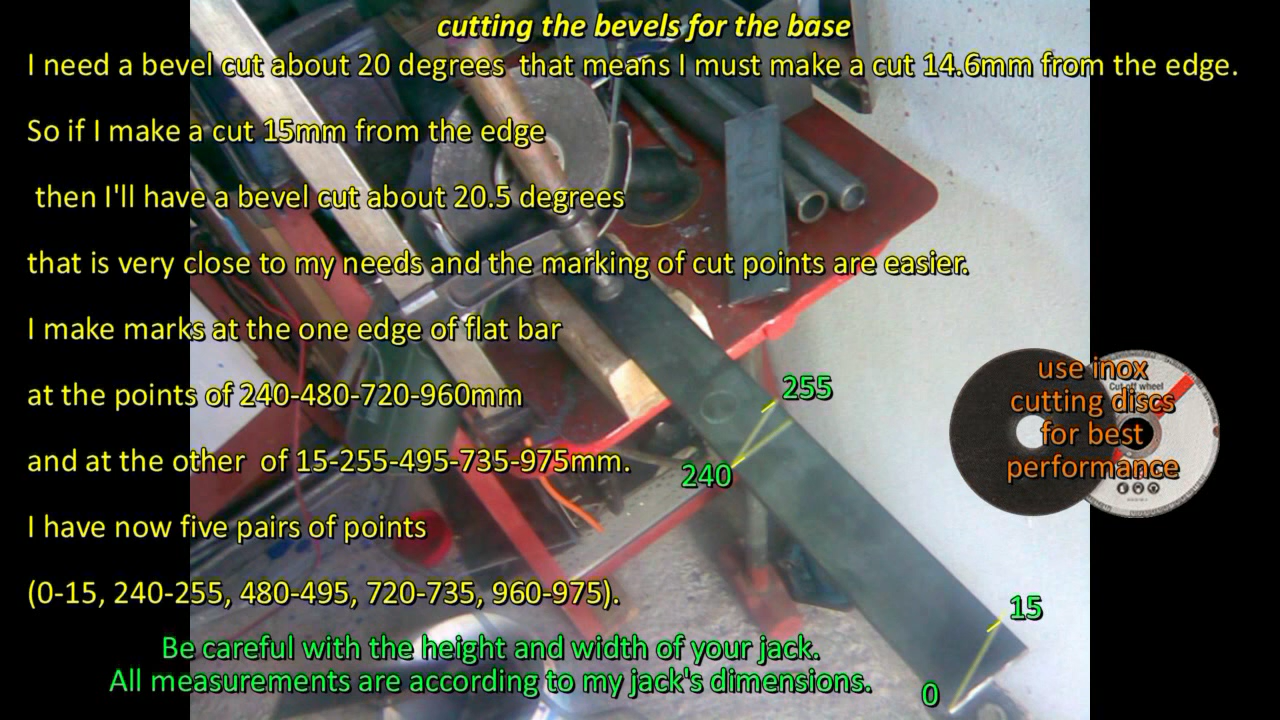 cutting the bevels for the base
I need a bevel cut about 20 degrees that means I must make a cut 14.6mm from the edge.
So if I make a cut 15mm from the edge
then I'll have a bevel cut about 20.5 degrees
that is very close to my needs and the marking of cut points are easier.
I make marks at the one edge of flat bar
at the points of 240-480-720-960mm
and at the other of 15-255-495-735-975mm.
I have now five pairs of points
(0-15, 240-255, 480-495, 720-735, 960-975).
Be careful with the height and width of your jack.
All measurements are according to my jack's dimensions.
255
240
15
0
use inox
cutting discs
for best
performance
Cut off wheel